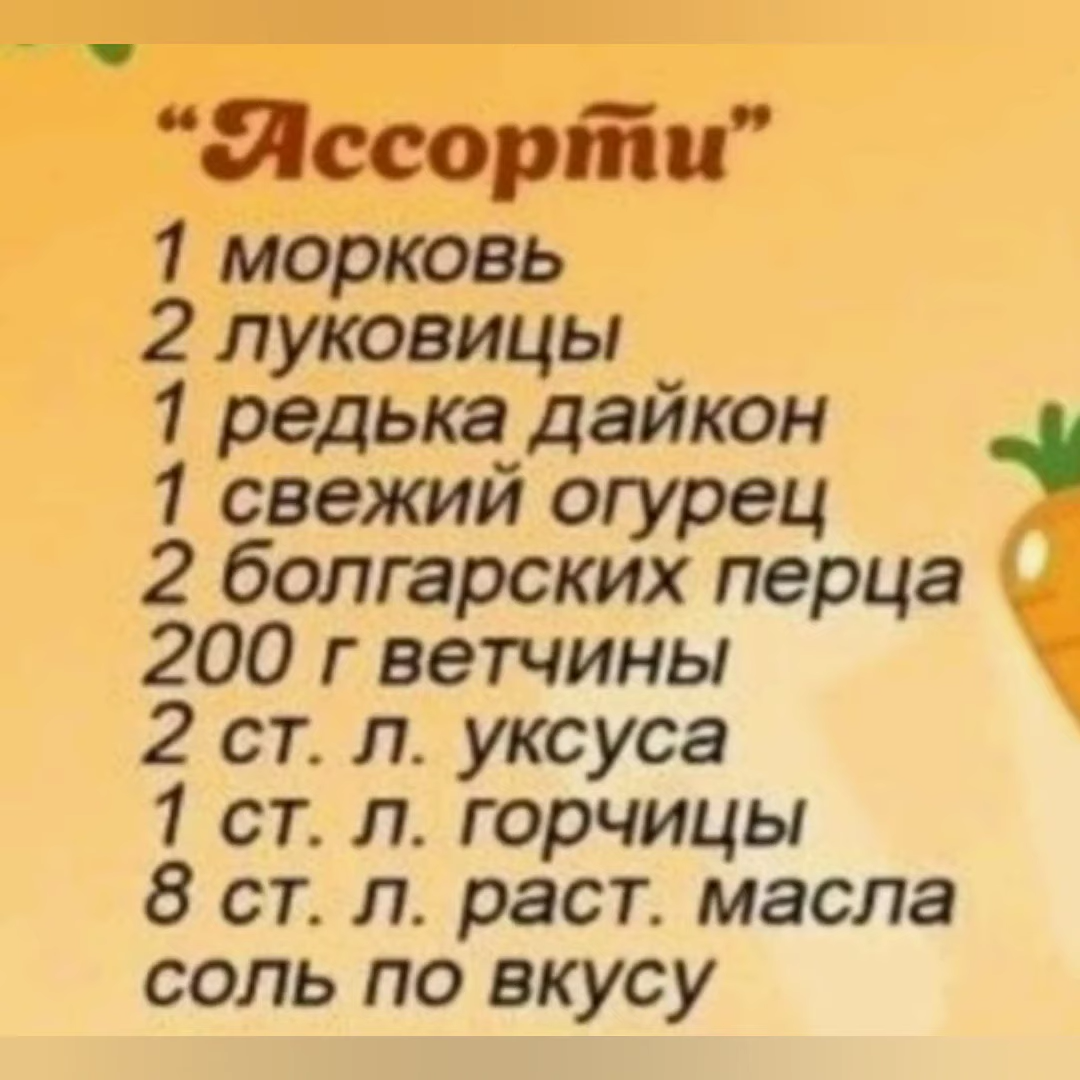 “Ассорти”
1 морковь
2 луковицы
1 редька дайкон
1 свежий огурец
2 болгарских перца
200 г ветчины
2 ст. л. уксуса
1 ст. л. горчицы
8 ст. л. раст. масла
соль по вкусу